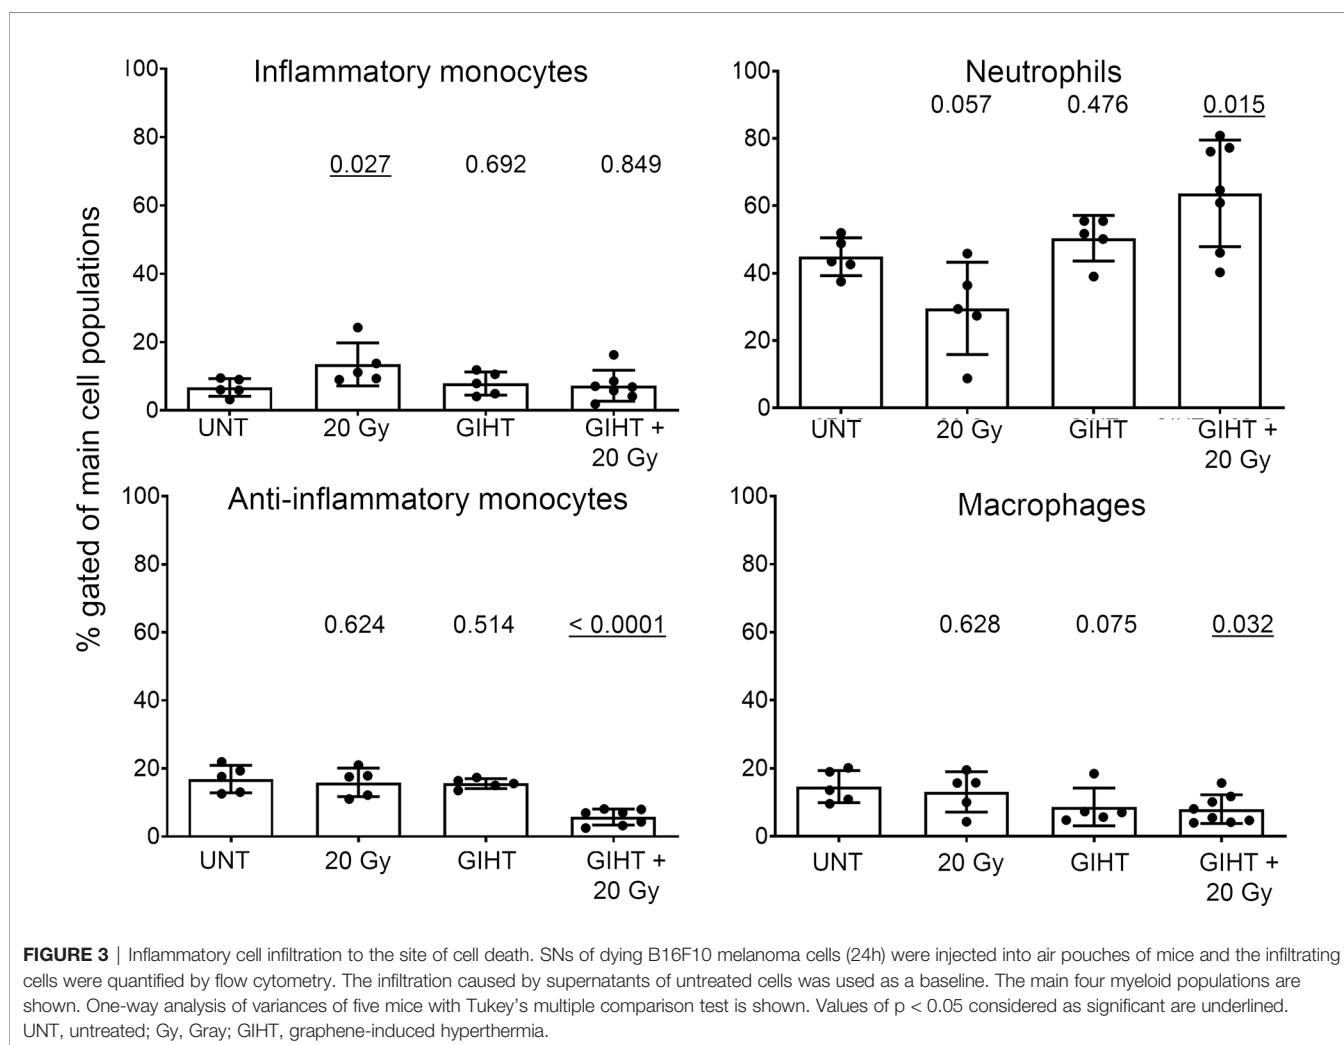 % gated of main cell populations
Inflammatory monocytes
100
80
60
40
20
0
0.027
0.692
0.849
UNT
20 Gy
GIHT
GIHT +
20 Gy
Neutrophils
100
80
60
40
20
0
0.057
0.476
0.015
UNT
20 Gy
GIHT
GIHT +
20 Gy
Anti-inflammatory monocytes
100
80
60
40
20
0
0.624
0.514
< 0.0001
UNT
20 Gy
GIHT
GIHT +
20 Gy
Macrophages
100
80
60
40
20
0
0.628
0.075
0.032
UNT
20 Gy
GIHT
GIHT +
20 Gy
FIGURE 3 | Inflammatory cell infiltration to the site of cell death. SNs of dying B16F10 melanoma cells (24h) were injected into air pouches of mice and the infiltrating
cells were quantified by flow cytometry. The infiltration caused by supernatants of untreated cells was used as a baseline. The main four myeloid populations are
shown. One-way analysis of variances of five mice with Tukey's multiple comparison test is shown. Values of p < 0.05 considered as significant are underlined.
UNT, untreated; Gy, Gray; GIHT, graphene-induced hyperthermia.